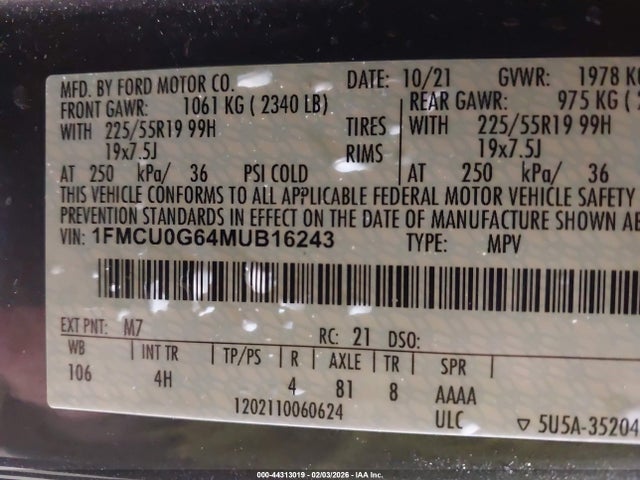 MFD. BY FORD MOTOR CO. DATE: 10/21 GVWR: 1978 KG
FRONT GAWR: 1061 KG ( 2340 LB) REAR GAWR: 975 KG (
WITH 225/55R19 99H TIRES WITH 225/55R19 99H
19x7.5J RIMS 19x7.5J
AT 250 kPa/ 36 PSI COLD AT 250 kPa/ 36
THIS VEHICLE CONFORMS TO ALL APPLICABLE FEDERAL MOTOR VEHICLE SAFETY
PREVENTION STANDARDS IN EFFECT ON THE DATE OF MANUFACTURE SHOWN
VIN: 1FMCU0G64MUB16243 TYPE: MPV
EXT PNT: M7 RC: 21 DSO:
WB INT TR TP/PS R AXLE TR SPR
106 4H 4 81 8 AAAA
1202110060624 ULC ▽ 5U5A-35204
000-44313019 - 02/03/2026 - IAA Inc.